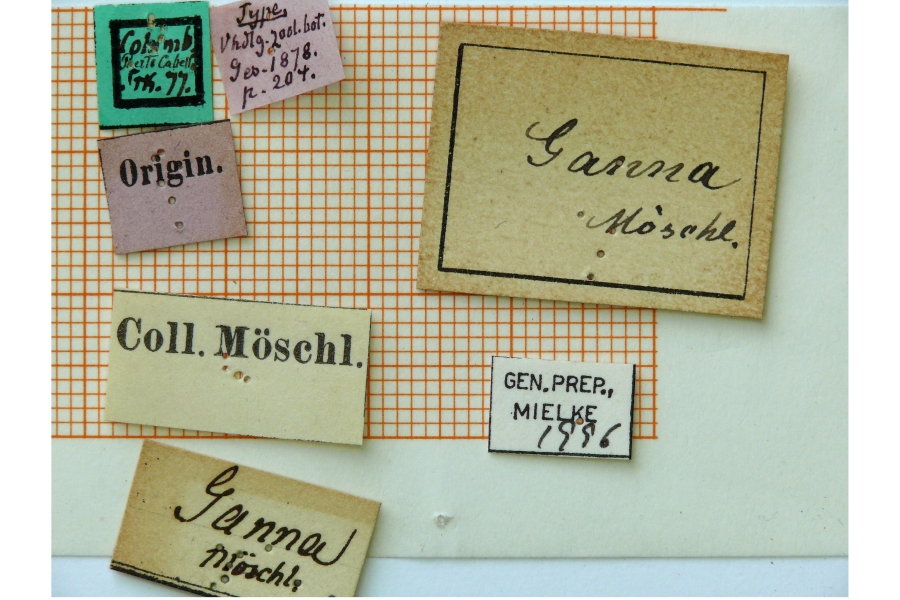 Columb.
Puerto Cabello
Type.
Vhdlg. zool. bot.
Ges. 1878.
p. 204.
Origin.
Ganna
Möschl.
Coll. Möschl.
GEN. PREP.,
MIELKE
1996
Ganna
Möschl.